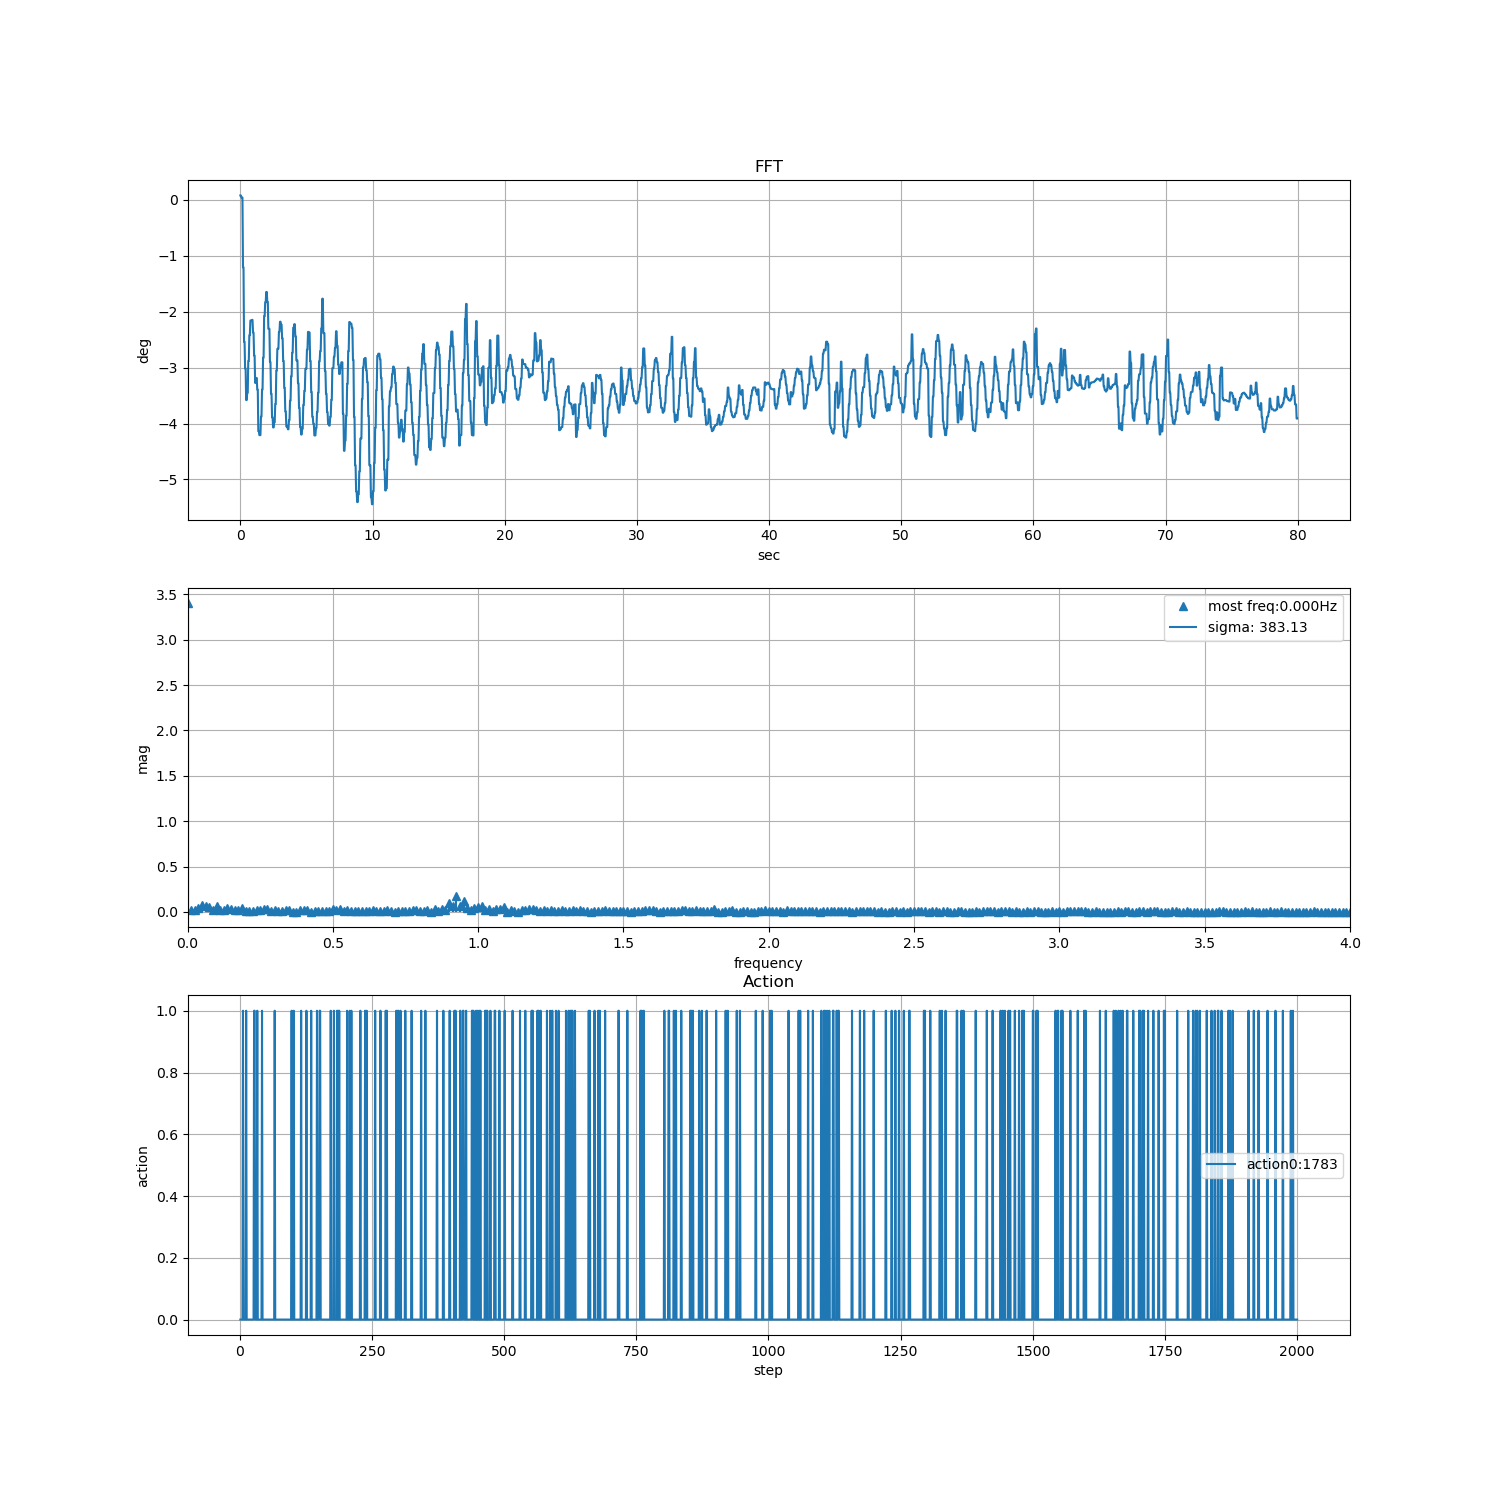 FFT
0
−1
−2
−3
−4
−5
deg
0 10 20 30 40 50 60 70 80
sec
3.5
3.0
2.5
2.0
1.5
1.0
0.5
0.0
mag
most freq:0.000Hz
sigma: 383.13
0.0 0.5 1.0 1.5 2.0 2.5 3.0 3.5 4.0
frequency
Action
1.0
0.8
0.6
0.4
0.2
0.0
action
action0:1783
0 250 500 750 1000 1250 1500 1750 2000
step